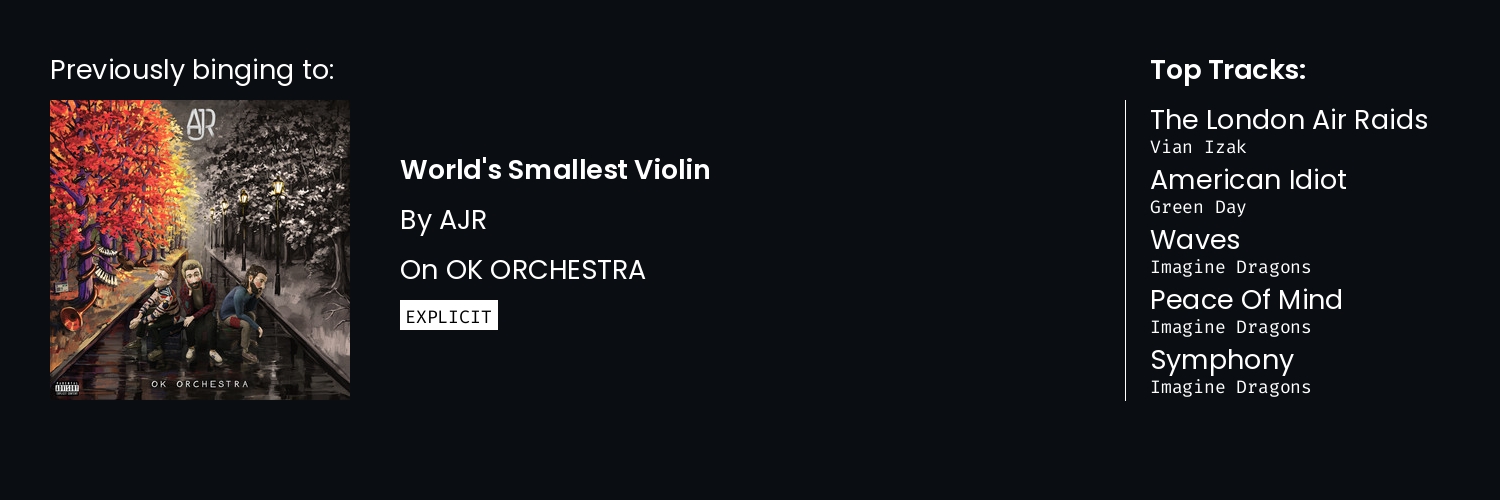 Previously binging to:
AJR
OK ORCHESTRA
World's Smallest Violin
By AJR
On OK ORCHESTRA
EXPLICIT
Top Tracks:
The London Air Raids
Vian Izak
American Idiot
Green Day
Waves
Imagine Dragons
Peace Of Mind
Imagine Dragons
Symphony
Imagine Dragons